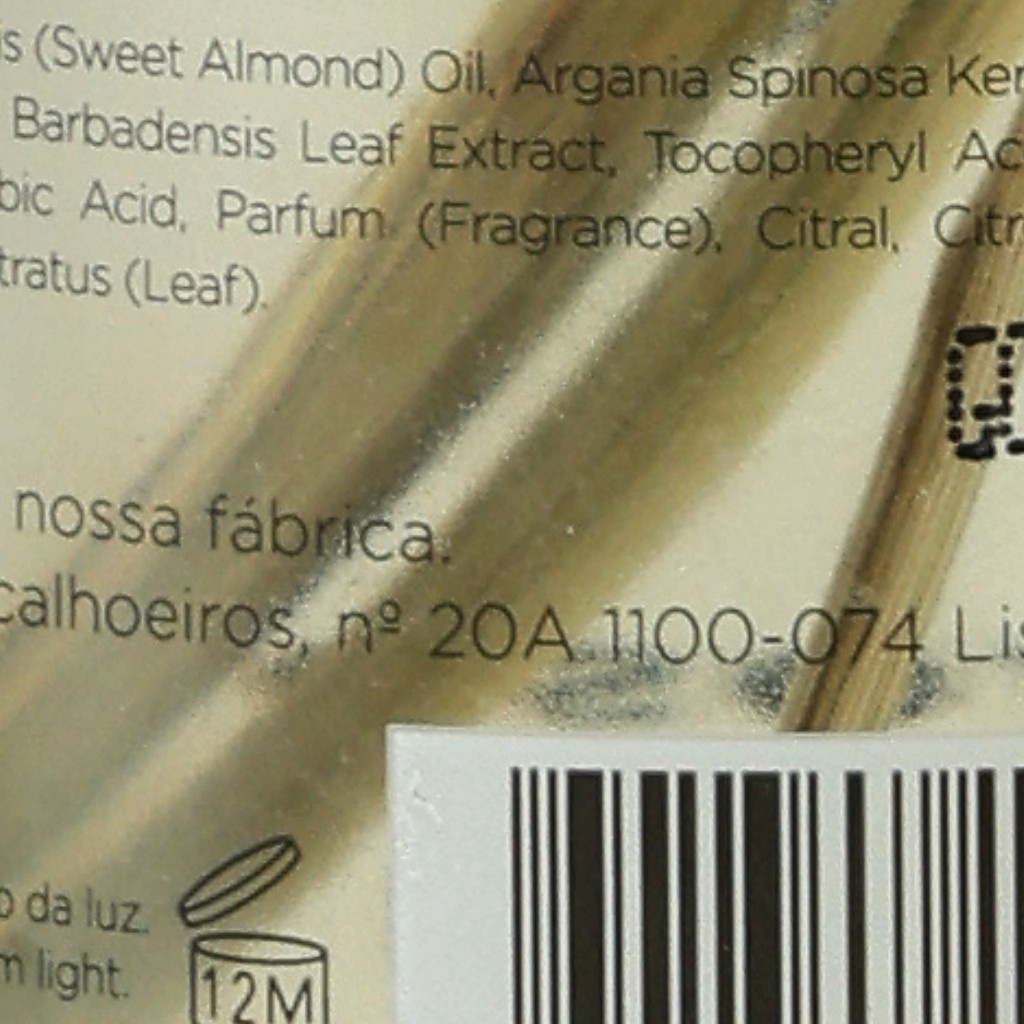 is (Sweet Almond) Oil, Argania Spinosa Ker
Barbadensis Leaf Extract, Tocopheryl Ac
bic Acid, Parfum (Fragrance), Citral, Citr
tratus (Leaf).
nossa fábrica.
calhoeiros, nº 20A 1100-074 Lis
o da luz.
m light.
12M